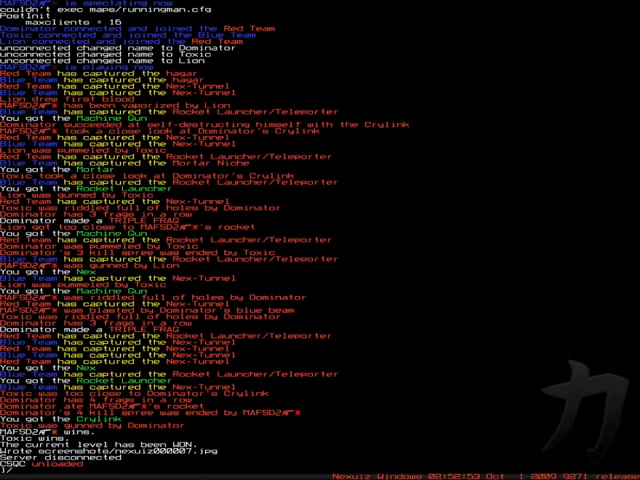 MAFSD2 * is spectating now
couldn't exec maps/runningman.cfg
PostInit
maxclients = 16
Dominator connected and joined the Red Team
Toxic connected and joined the Blue Team
Lion connected and joined the Red Team
unconnected changed name to Dominator
unconnected changed name to Toxic
unconnected changed name to Lion
MAFSD2 * is playing now
Red Team has captured the hagar
Blue Team has captured the hagar
Red Team has captured the Nex-Tunnel
Blue Team has captured the Nex-Tunnel
Lion drew first blood
MAFSD2 * has been vaporized by Lion
Blue Team has captured the Rocket Launcher/Teleporter
You got the Machine Gun
Dominator succeeded at self-destructing himself with the Crylink
MAFSD2 * took a close look at Dominator's Crylink
Red Team has captured the Nex-Tunnel
Blue Team has captured the Nex-Tunnel
Lion was pummeled by Toxic
Red Team has captured the Rocket Launcher/Teleporter
Blue Team has captured the Mortar Niche
You got the Mortar
Toxic took a close look at Dominator's Crylink
Blue Team has captured the Rocket Launcher/Teleporter
You got the Rocket Launcher
Lion was gunned by Toxic
Red Team has captured the Nex-Tunnel
Toxic was riddled full of holes by Dominator
Dominator has 3 frags in a row
Dominator made a TRIPLE FRAG
Lion got too close to MAFSD2 *'s rocket
You got the Machine Gun
Red Team has captured the Rocket Launcher/Teleporter
Dominator was pummeled by Toxic
Dominator's 3 kill spree was ended by Toxic
Blue Team has captured the Rocket Launcher/Teleporter
MAFSD2 * was gunned by Lion
You got the Nex
Blue Team has captured the Nex-Tunnel
Lion was pummeled by Toxic
You got the Machine Gun
MAFSD2 * was riddled full of holes by Dominator
Red Team has captured the Nex-Tunnel
MAFSD2 * was blasted by Dominator's blue beam
Toxic was riddled full of holes by Dominator
Dominator has 3 frags in a row
Dominator made a TRIPLE FRAG
Red Team has captured the Rocket Launcher/Teleporter
Blue Team has captured the Nex-Tunnel
Red Team has captured the Nex-Tunnel
Blue Team has captured the Nex-Tunnel
Red Team has captured the Nex-Tunnel
You got the Nex
Blue Team has captured the Rocket Launcher/Teleporter
You got the Rocket Launcher
Blue Team has captured the Nex-Tunnel
Toxic was too close to Dominator's Crylink
Dominator has 4 frags in a row
Dominator ate MAFSD2 *'s rocket
Dominator's 4 kill spree was ended by MAFSD2 *
You got the Crylink
Toxic was gunned by Dominator
MAFSD2 * wins.
Toxic wins.
The current level has been WON.
Wrote screenshots/nexuiz000007.jpg
Server disconnected
CSQC unloaded
]/
力
Nexuiz Windows 02:52:53 Oct 1 2009 9271 release